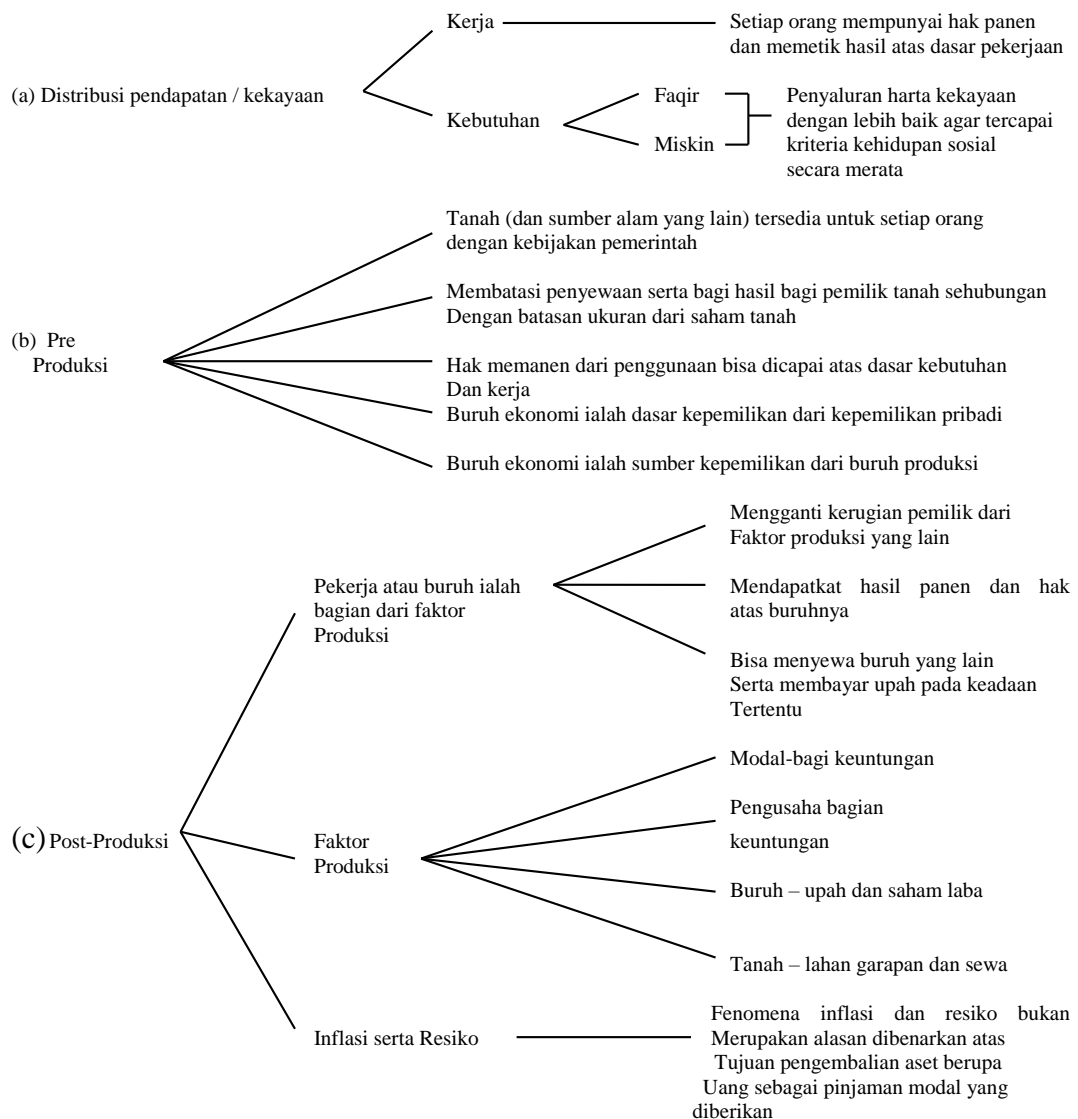 Kerja
Setiap orang mempunyai hak panen
dan memetik hasil atas dasar pekerjaan
(a) Distribusi pendapatan / kekayaan
Kebutuhan
Faqir
Miskin
Penyaluran harta kekayaan
dengan lebih baik agar tercapai
kriteria kehidupan sosial
secara merata
Tanah (dan sumber alam yang lain) tersedia untuk setiap orang
dengan kebijakan pemerintah
Membatasi penyewaan serta bagi hasil bagi pemilik tanah sehubungan
Dengan batasan ukuran dari saham tanah
(b) Pre
Produksi
Hak memanen dari penggunaan bisa dicapai atas dasar kebutuhan
Dan kerja
Buruh ekonomi ialah dasar kepemilikan dari kepemilikan pribadi
Buruh ekonomi ialah sumber kepemilikan dari buruh produksi
Mengganti kerugian pemilik dari
Faktor produksi yang lain
Pekerja atau buruh ialah
bagian dari faktor
Produksi
Mendapatkat hasil panen dan hak
atas buruhnya
Bisa menyewa buruh yang lain
Serta membayar upah pada keadaan
Tertentu
Modal-bagi keuntungan
Pengusaha bagian
keuntungan
(c) Post-Produksi
Faktor
Produksi
Buruh – upah dan saham laba
Tanah – lahan garapan dan sewa
Inflasi serta Resiko
Fenomena inflasi dan resiko bukan
Merupakan alasan dibenarkan atas
Tujuan pengembalian aset berupa
Uang sebagai pinjaman modal yang
diberikan